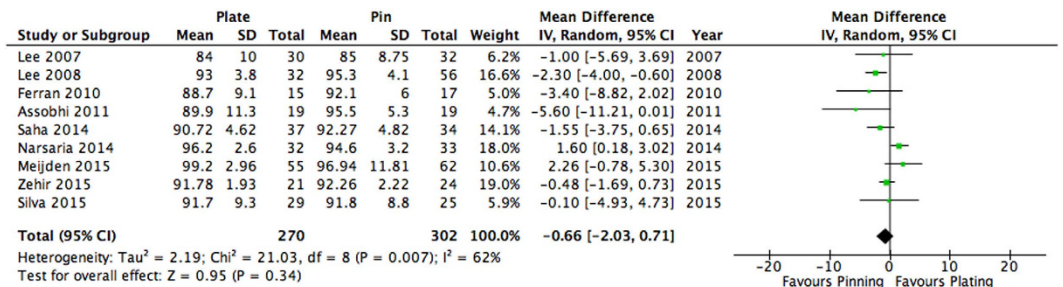 Plate Pin Mean Difference Mean Difference
Study or Subgroup Mean SD Total Mean SD Total Weight IV, Random, 95% CI Year IV, Random, 95% CI
Lee 2007 84 10 30 85 8.75 32 6.2% -1.00 [-5.69, 3.69] 2007
Lee 2008 93 3.8 32 95.3 4.1 56 16.6% -2.30 [-4.00, -0.60] 2008
Ferran 2010 88.7 9.1 15 92.1 6 17 5.0% -3.40 [-8.82, 2.02] 2010
Assobhi 2011 89.9 11.3 19 95.5 5.3 19 4.7% -5.60 [-11.21, 0.01] 2011
Saha 2014 90.72 4.62 37 92.27 4.82 34 14.1% -1.55 [-3.75, 0.65] 2014
Narsaria 2014 96.2 2.6 32 94.6 3.2 33 18.0% 1.60 [0.18, 3.02] 2014
Meijden 2015 99.2 2.96 55 96.94 11.81 62 10.6% 2.26 [-0.78, 5.30] 2015
Zehir 2015 91.78 1.93 21 92.26 2.22 24 19.0% -0.48 [-1.69, 0.73] 2015
Silva 2015 91.7 9.3 29 91.8 8.8 25 5.9% -0.10 [-4.93, 4.73] 2015
Total (95% CI) 270 302 100.0% -0.66 [-2.03, 0.71]
Heterogeneity: Tau² = 2.19; Chi² = 21.03, df = 8 (P = 0.007); I² = 62%
Test for overall effect: Z = 0.95 (P = 0.34)
-20 -10 0 10 20
Favours Pinning Favours Plating